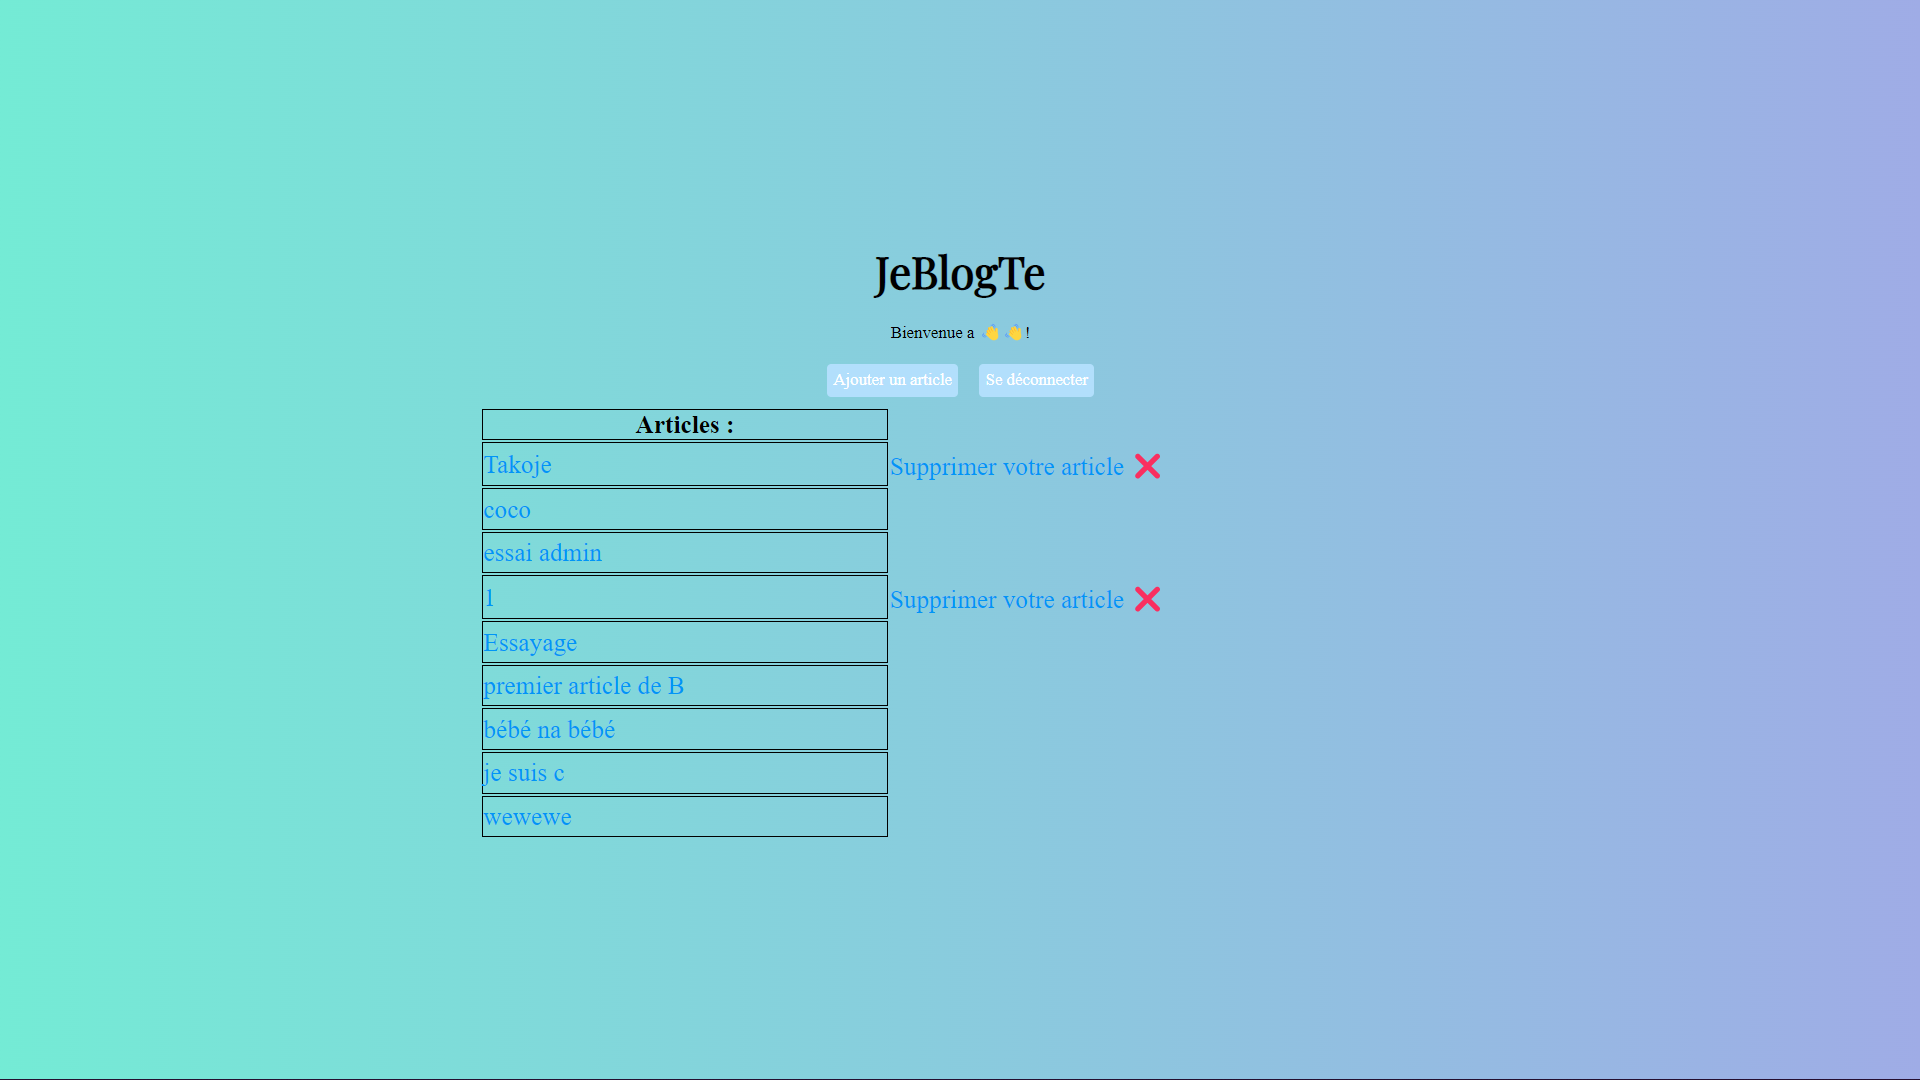 JeBlogTe
Bienvenue a 👋👋!
Ajouter un article Se déconnecter
Articles :
Takoje Supprimer votre article ❌
coco
essai admin
1 Supprimer votre article ❌
Essayage
premier article de B
bébé na bébé
je suis c
wewewe